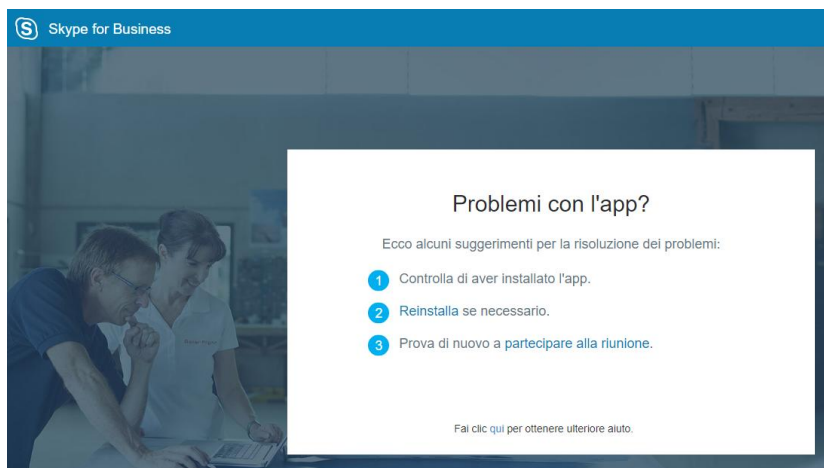 Skype for Business
Problemi con l'app?
Ecco alcuni suggerimenti per la risoluzione dei problemi:
1 Controlla di aver installato l'app.
2 Reinstalla se necessario.
3 Prova di nuovo a partecipare alla riunione.
Fai clic qui per ottenere ulteriore aiuto.